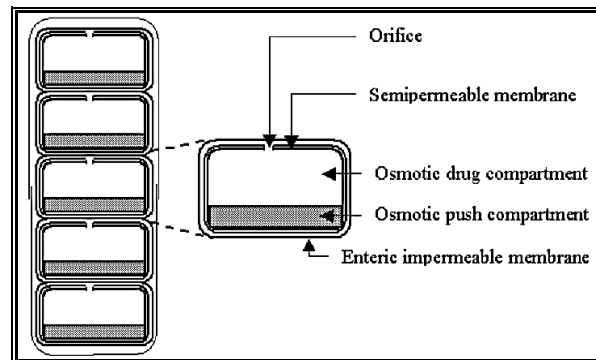 Orifice
Semipermeable membrane
Osmotic drug compartment
Osmotic push compartment
Enteric impermeable membrane